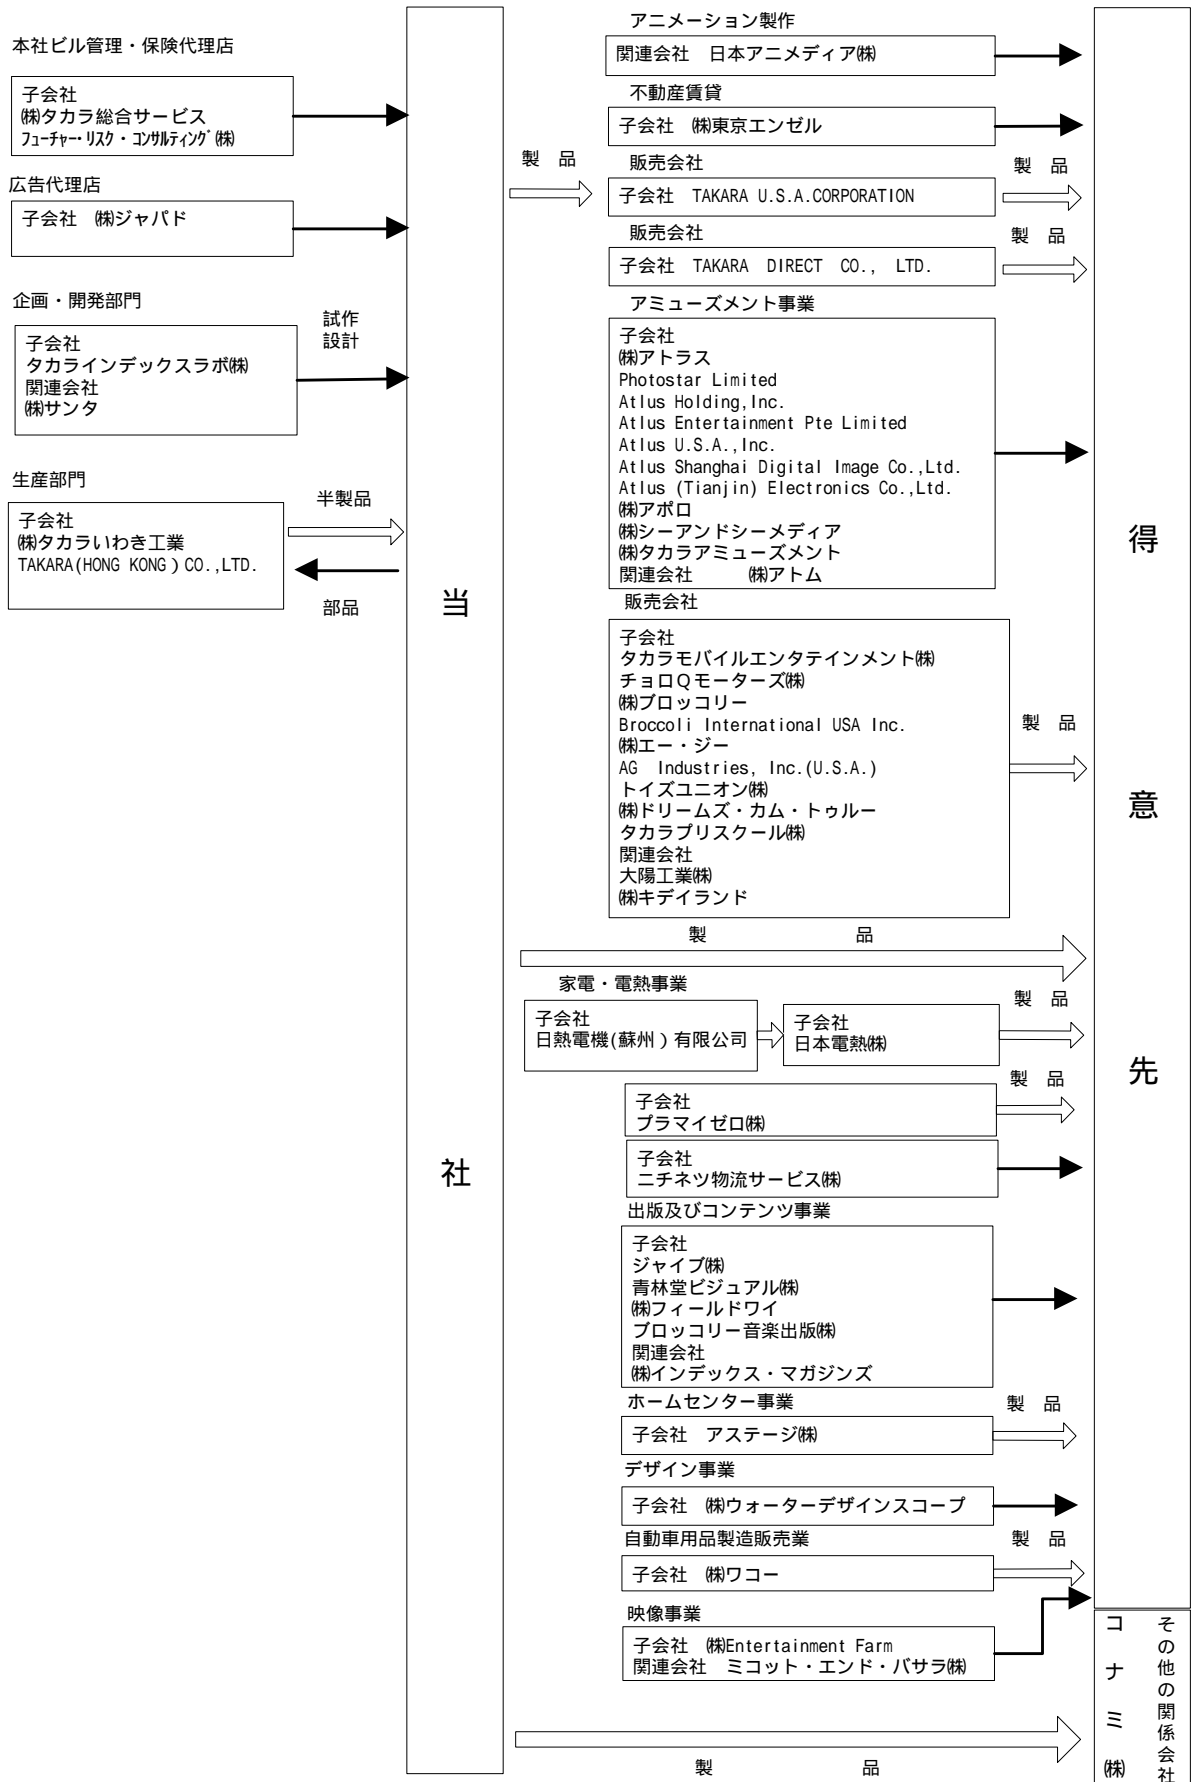 本社ビル管理・保険代理店
子会社
㈱タカラ総合サービス
フューチャー・リスク・コンサルティング㈱
広告代理店
子会社　㈱ジャパド
企画・開発部門
試作
設計
子会社
タカラインデックスラボ㈱
関連会社
㈱サンタ
生産部門
半製品
子会社
㈱タカラいわき工業
TAKARA(HONG KONG）CO.,LTD.
部品
当
社
製　品
アニメーション製作
関連会社　日本アニメディア㈱
不動産賃貸
子会社　㈱東京エンゼル
販売会社
製　品
子会社　TAKARA U.S.A.CORPORATION
販売会社
製　品
子会社　TAKARA　DIRECT　CO.,　LTD.
アミューズメント事業
子会社
㈱アトラス
Photostar Limited
Atlus Holding,Inc.
Atlus Entertainment Pte Limited
Atlus U.S.A.,Inc.
Atlus Shanghai Digital Image Co.,Ltd.
Atlus (Tianjin) Electronics Co.,Ltd.
㈱アポロ
㈱シーアンドシーメディア
㈱タカラアミューズメント
関連会社　　㈱アトム
販売会社
子会社
タカラモバイルエンタテインメント㈱
チョロＱモーターズ㈱
㈱ブロッコリー
Broccoli International USA Inc.
㈱エー・ジー
AG　Industries, Inc.(U.S.A.)
トイズユニオン㈱
㈱ドリームズ・カム・トゥルー
タカラプリスクール㈱
関連会社
大陽工業㈱
㈱キデイランド
製　品
製　品
家電・電熱事業
製　品
子会社
日熱電機(蘇州）有限公司
子会社
日本電熱㈱
製　品
子会社
プラマイゼロ㈱
子会社
ニチネツ物流サービス㈱
出版及びコンテンツ事業
子会社
ジャイブ㈱
青林堂ビジュアル㈱
㈱フィールドワイ
ブロッコリー音楽出版㈱
関連会社
㈱インデックス・マガジンズ
ホームセンター事業
製　品
子会社　アステージ㈱
デザイン事業
子会社　㈱ウォーターデザインスコープ
自動車用品製造販売業
製　品
子会社　㈱ワコー
映像事業
子会社　㈱Entertainment Farm
関連会社　ミコット・エンド・バサラ㈱
製　品
得
意
先
その他の関係会社
コナミ㈱